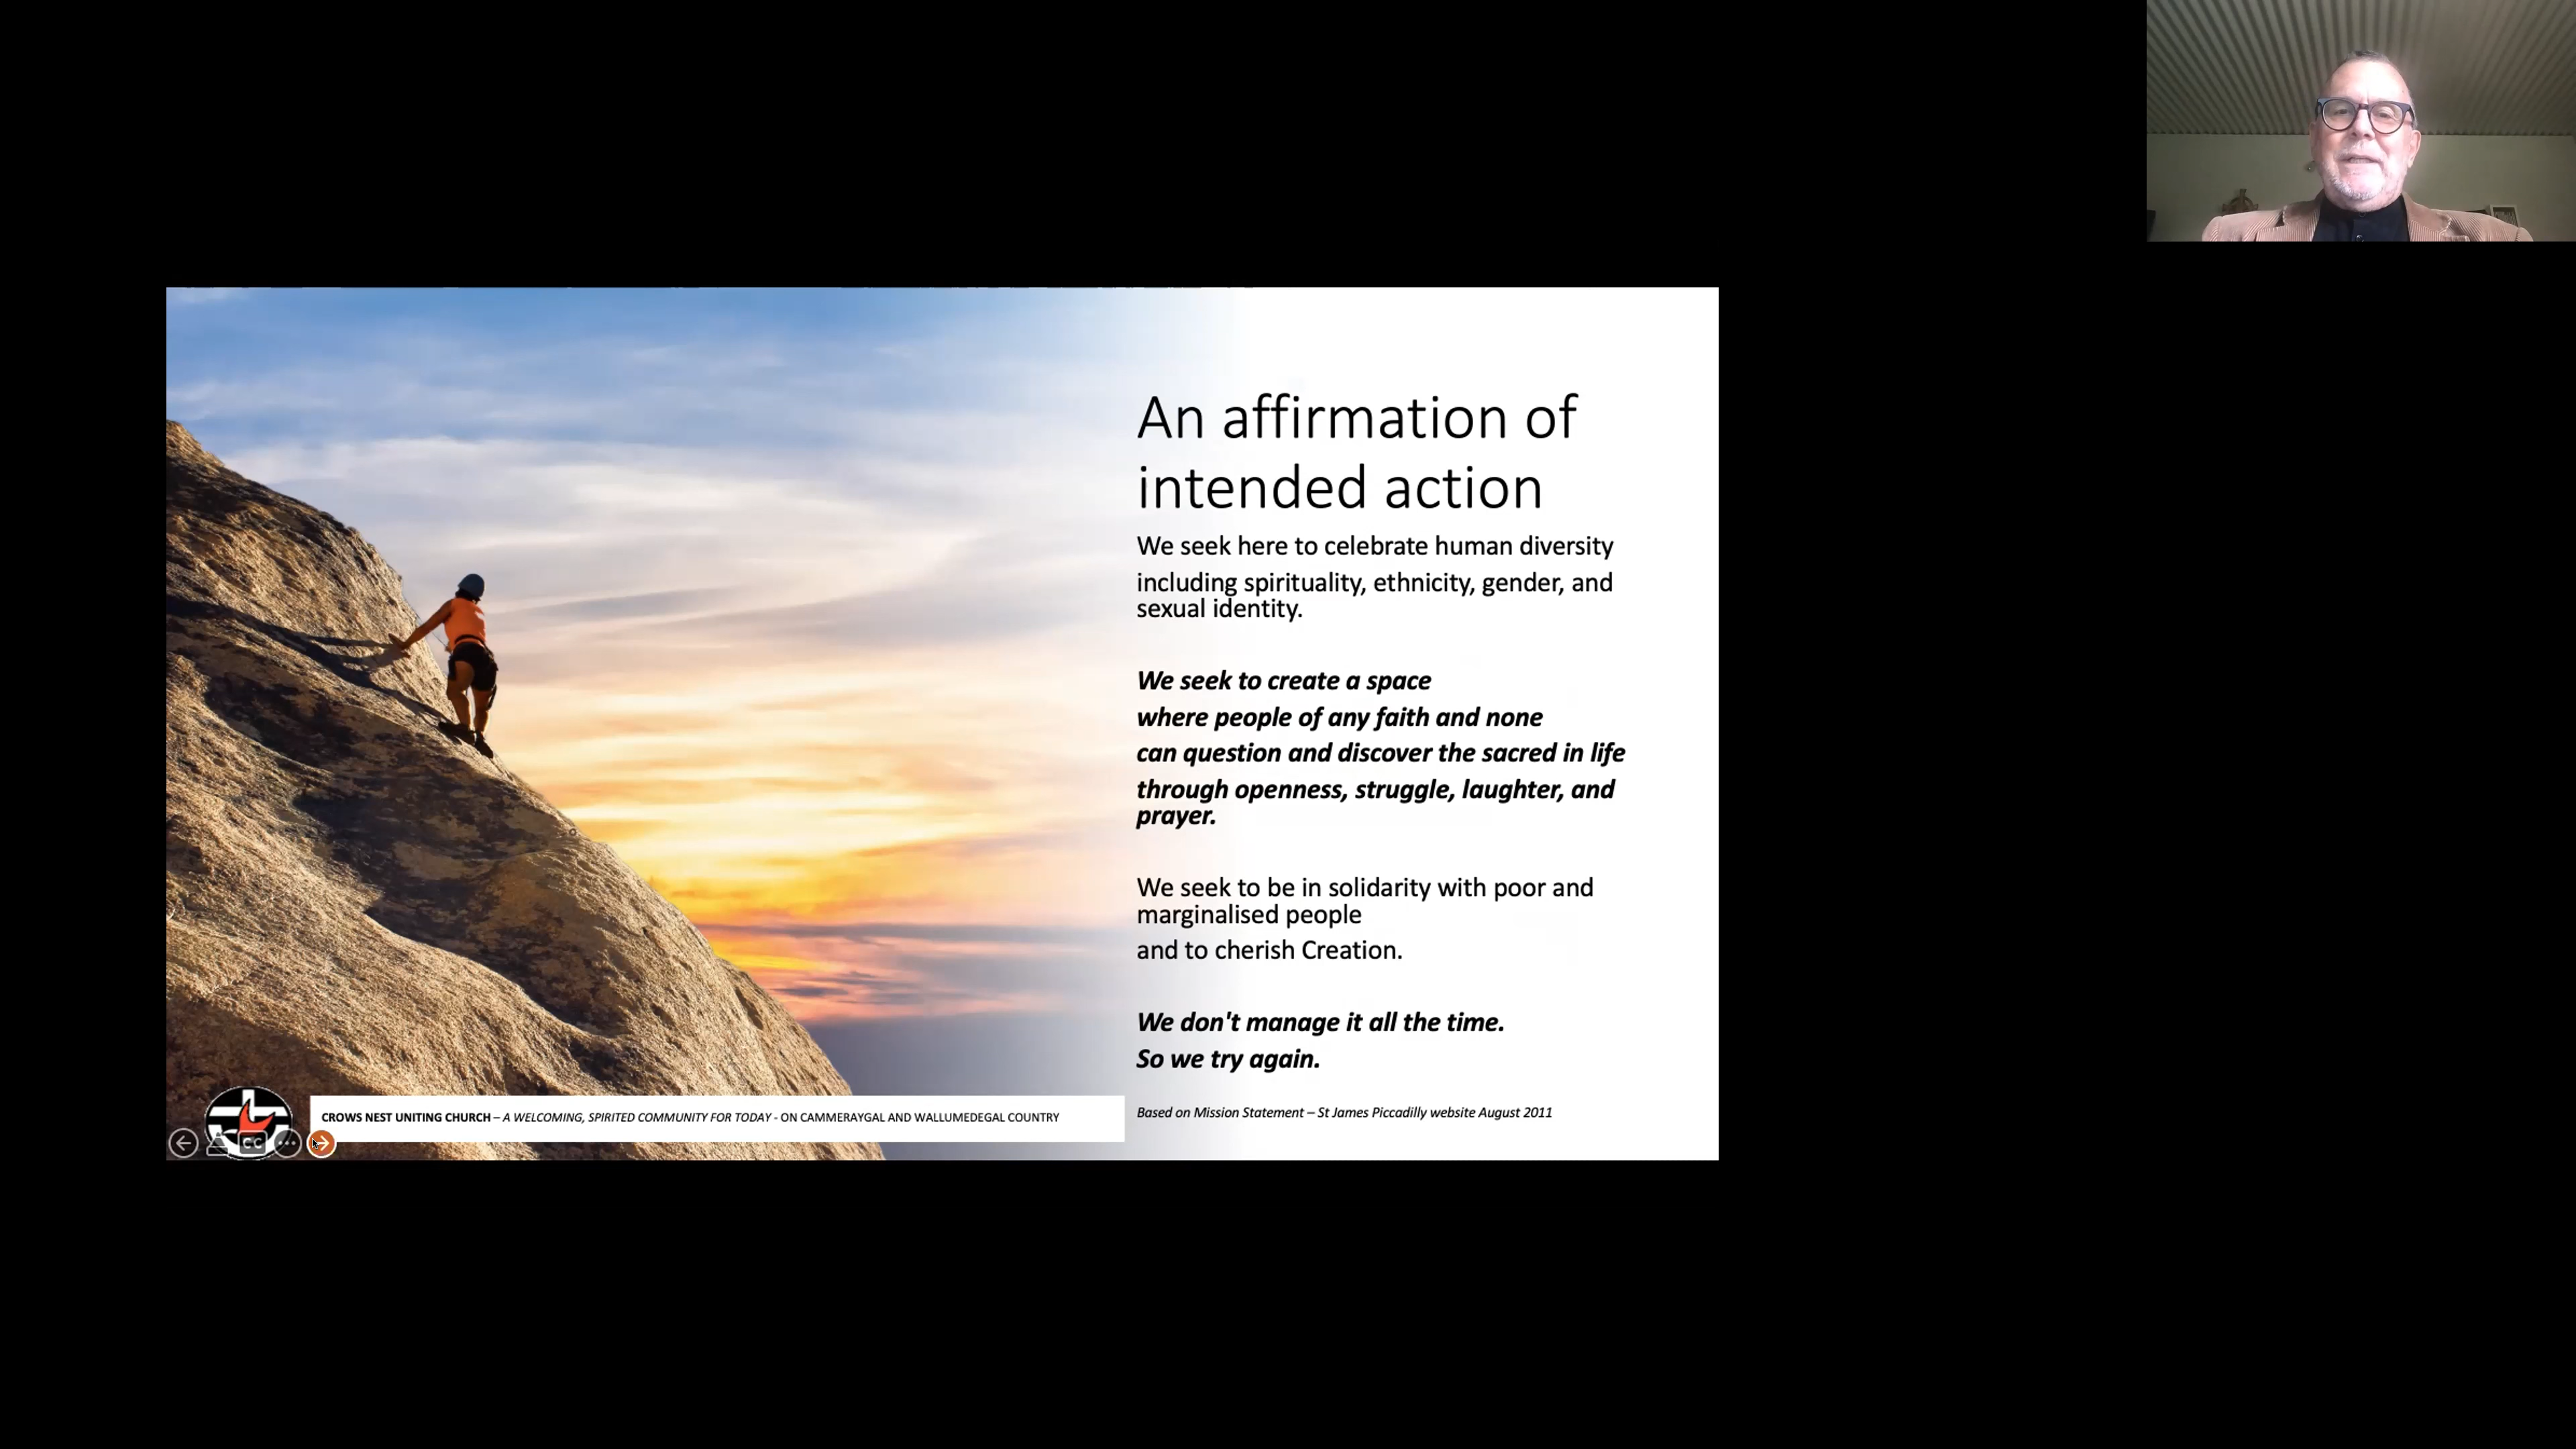 An affirmation of
intended action
We seek here to celebrate human diversity
including spirituality, ethnicity, gender, and
sexual identity.
We seek to create a space
where people of any faith and none
can question and discover the sacred in life
through openness, struggle, laughter, and
prayer.
We seek to be in solidarity with poor and
marginalised people
and to cherish Creation.
We don't manage it all the time.
So we try again.
Based on Mission Statement – St James Piccadilly website August 2011
CROWS NEST UNITING CHURCH – A WELCOMING, SPIRITED COMMUNITY FOR TODAY - ON CAMMERAYGAL AND WALLUMEDEGAL COUNTRY
CC